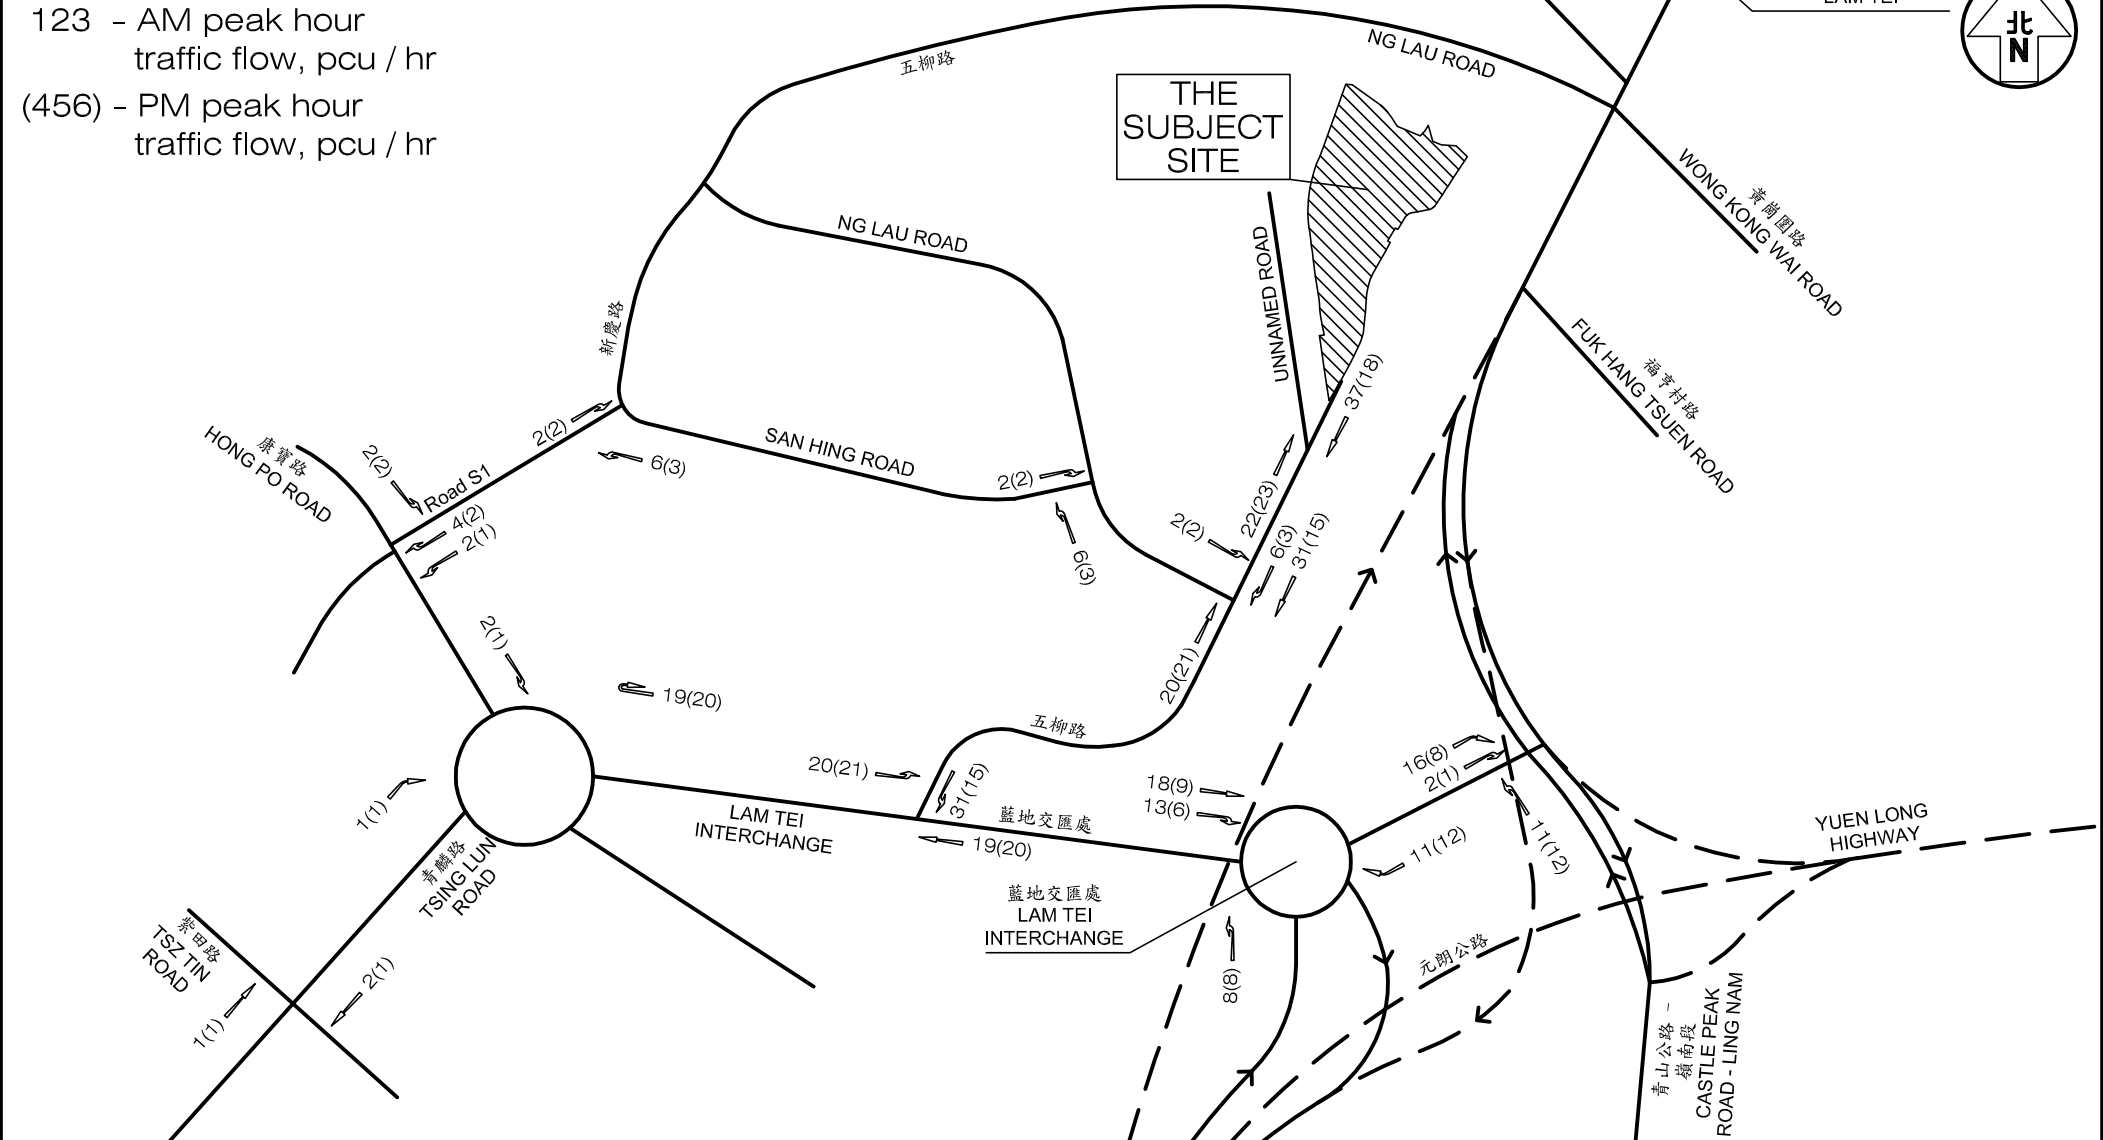 123 - AM peak hour
traffic flow, pcu / hr
(456) - PM peak hour
traffic flow, pcu / hr
LAM TEI
北
N
五柳路
NG LAU ROAD
THE
SUBJECT
SITE
黃崗圍路
WONG KONG WAI ROAD
NG LAU ROAD
UNNAMED ROAD
新慶路
37(18)
福亨村路
FUK HANG TSUEN ROAD
康寶路
HONG PO ROAD
2(2)
2(2)
Road S1
6(3)
SAN HING ROAD
2(2)
4(2)
2(1)
6(3)
2(2)
22(23)
6(3)
31(15)
2(1)
19(20)
20(21)
五柳路
20(21)
31(15)
18(9)
13(6)
16(8)
2(1)
1(1)
LAM TEI
INTERCHANGE
藍地交匯處
19(20)
11(12)
11(12)
YUEN LONG
HIGHWAY
青麟路
TSING LUN
ROAD
藍地交匯處
LAM TEI
INTERCHANGE
紫田路
TSZ TIN
ROAD
2(1)
1(1)
8(8)
元朗公路
青山公路 -
嶺南段
CASTLE PEAK
ROAD - LING NAM